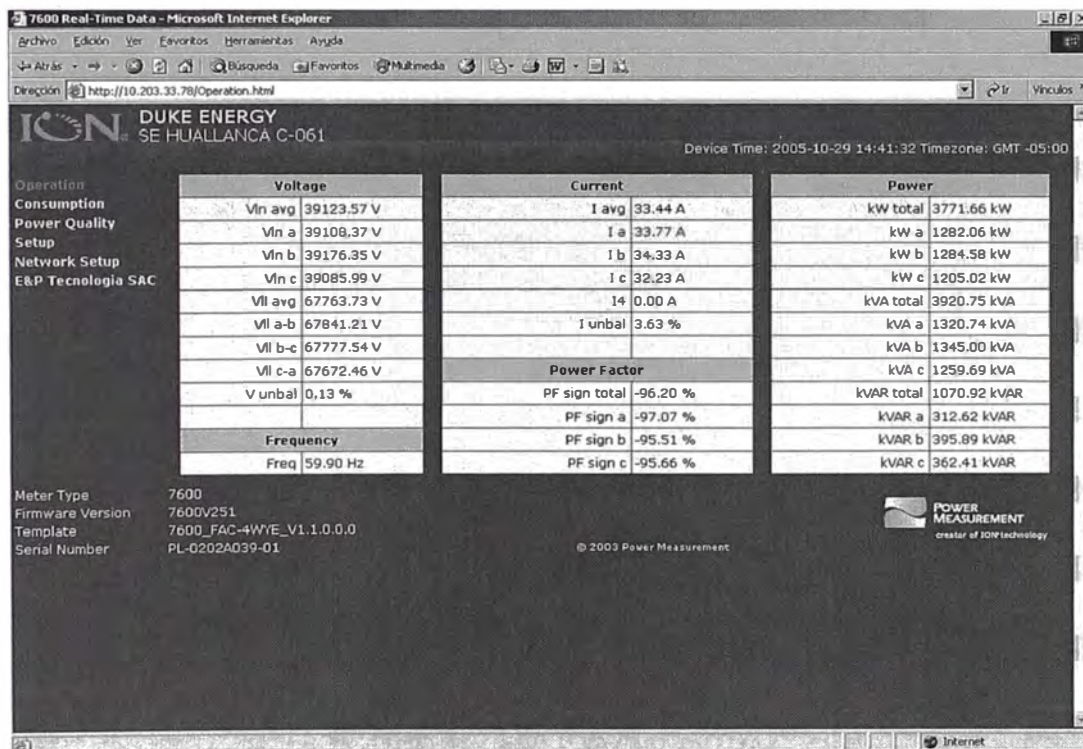 7600 Real-Time Data - Microsoft Internet Explorer
Archivo Edición Ver Favoritos Herramientas Ayuda
Atrás Búsqueda Favoritos Multimedia
Dirección http://10.203.33.78/Operation.html Ir Vínculos
ION DUKE ENERGY
SE HUALLANCA C-061
Device Time: 2005-10-29 14:41:32 Timezone: GMT -05:00
Operation
Consumption
Power Quality
Setup
Network Setup
E&P Tecnologia SAC
Voltage
Vln avg 39123.57 V
Vln a 39108.37 V
Vln b 39176.35 V
Vln c 39085.99 V
Vll avg 67763.73 V
Vll a-b 67841.21 V
Vll b-c 67777.54 V
Vll c-a 67672.46 V
V unbal 0.13 %
Frequency
Freq 59.90 Hz
Current
I avg 33.44 A
I a 33.77 A
I b 34.33 A
I c 32.23 A
I4 0.00 A
I unbal 3.63 %
Power Factor
PF sign total -96.20 %
PF sign a -97.07 %
PF sign b -95.51 %
PF sign c -95.66 %
Power
kW total 3771.66 kW
kW a 1282.06 kW
kW b 1284.58 kW
kW c 1205.02 kW
kVA total 3920.75 kVA
kVA a 1320.74 kVA
kVA b 1345.00 kVA
kVA c 1259.69 kVA
kVAR total 1070.92 kVAR
kVAR a 312.62 kVAR
kVAR b 395.89 kVAR
kVAR c 362.41 kVAR
Meter Type 7600
Firmware Version 7600V251
Template 7600_FAC-4WYE_V1.1.0.0.0
Serial Number PL-0202A039-01
© 2003 Power Measurement
POWER
MEASUREMENT
creator of ION technology
Internet